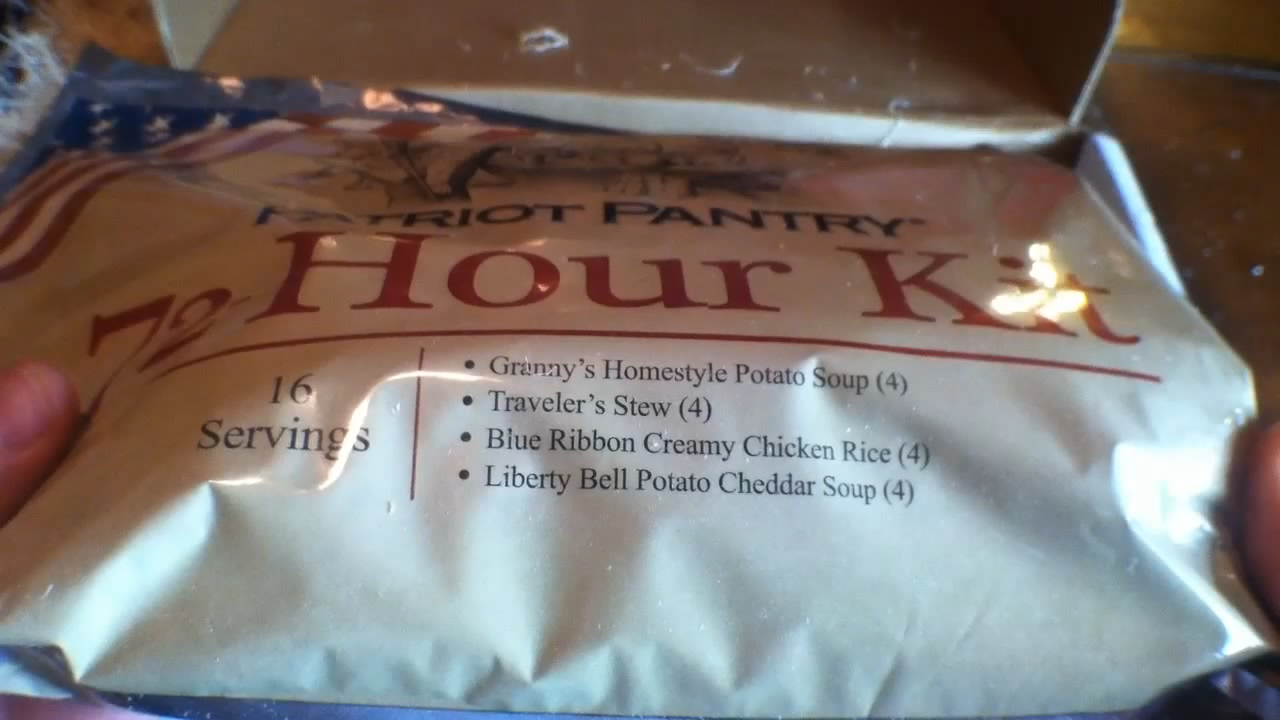 PATRIOT PANTRY®
72-Hour Kit
16
Servings
• Granny's Homestyle Potato Soup (4)
• Traveler's Stew (4)
• Blue Ribbon Creamy Chicken Rice (4)
• Liberty Bell Potato Cheddar Soup (4)